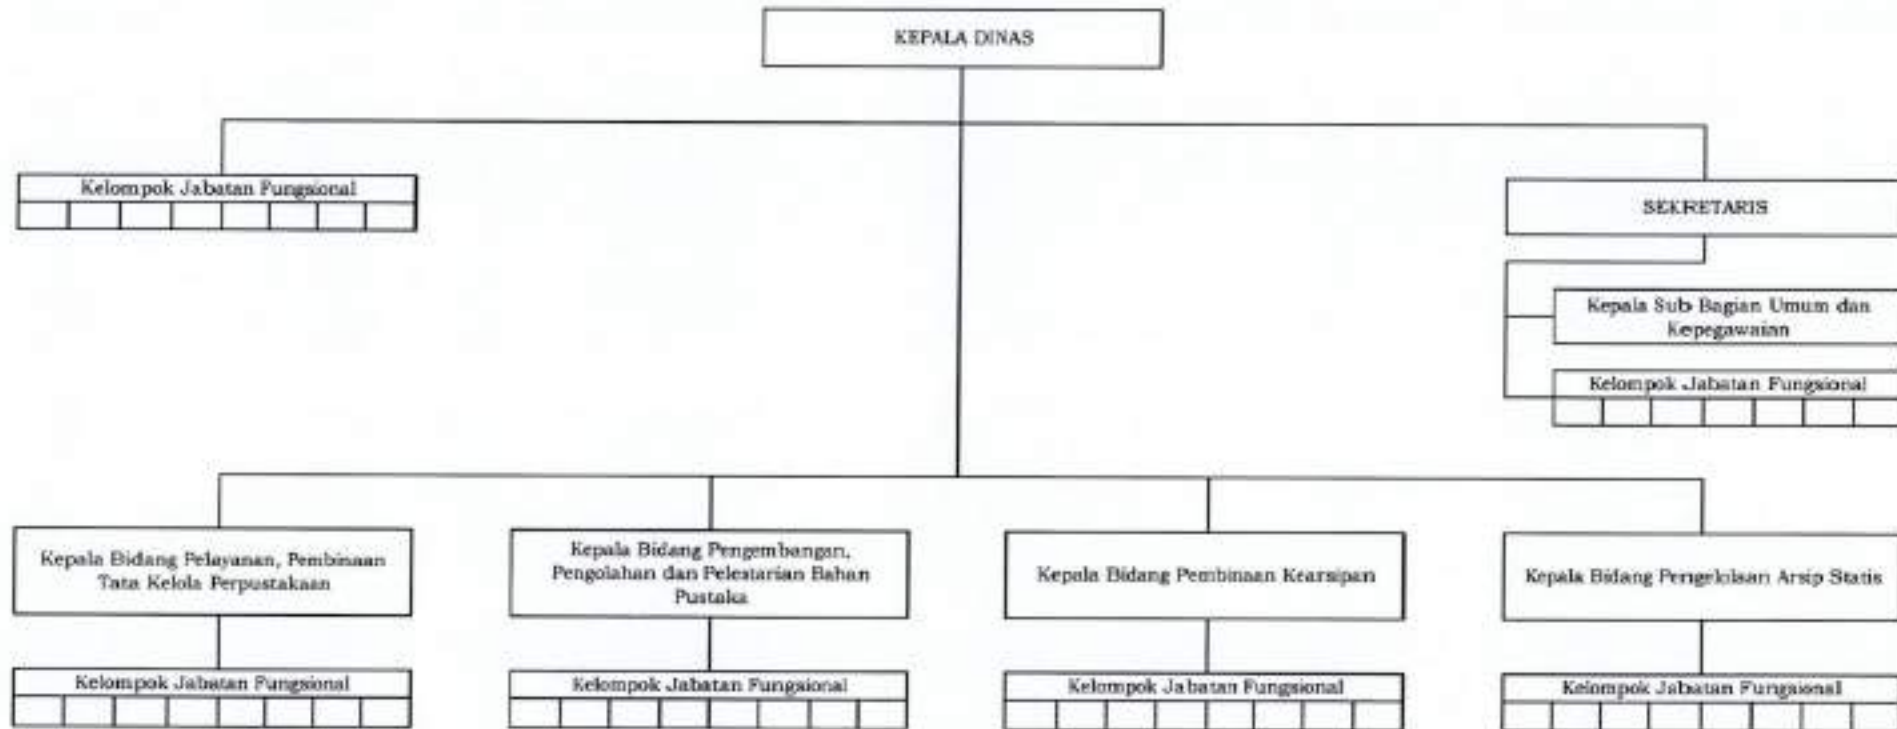 KEPALA DINAS
Kelompok Jabatan Fungsional
SEKRETARIS
Kepala Sub Bagian Umum dan
Kepegawaian
Kelompok Jabatan Fungsional
Kepala Bidang Pelayanan, Pembinaan
Tata Kelola Perpustakaan
Kepala Bidang Pengembangan,
Pengolahan dan Pelestarian Bahan
Pustaka
Kepala Bidang Pembinaan Kearsipan
Kepala Bidang Pengelolaan Arsip Statis
Kelompok Jabatan Fungsional
Kelompok Jabatan Fungsional
Kelompok Jabatan Fungsional
Kelompok Jabatan Fungsional